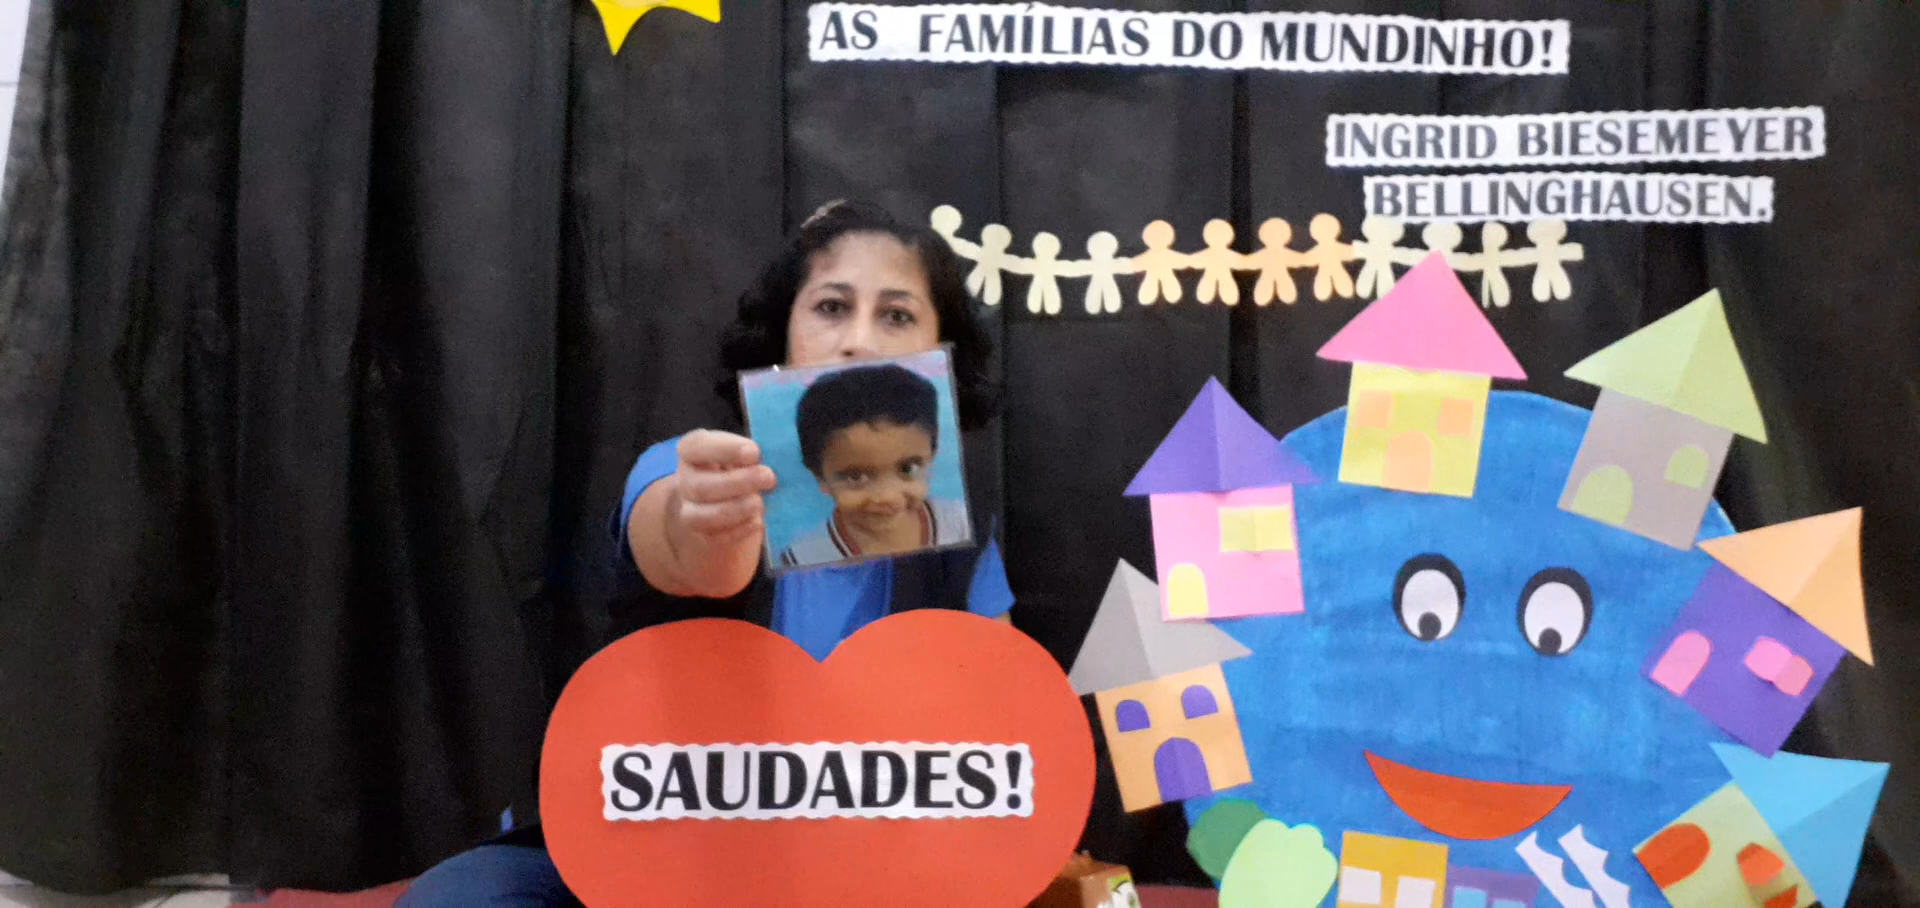 AS FAMÍLIAS DO MUNDINHO!
INGRID BIESEMEYER
BELLINGHAUSEN.
SAUDADES!